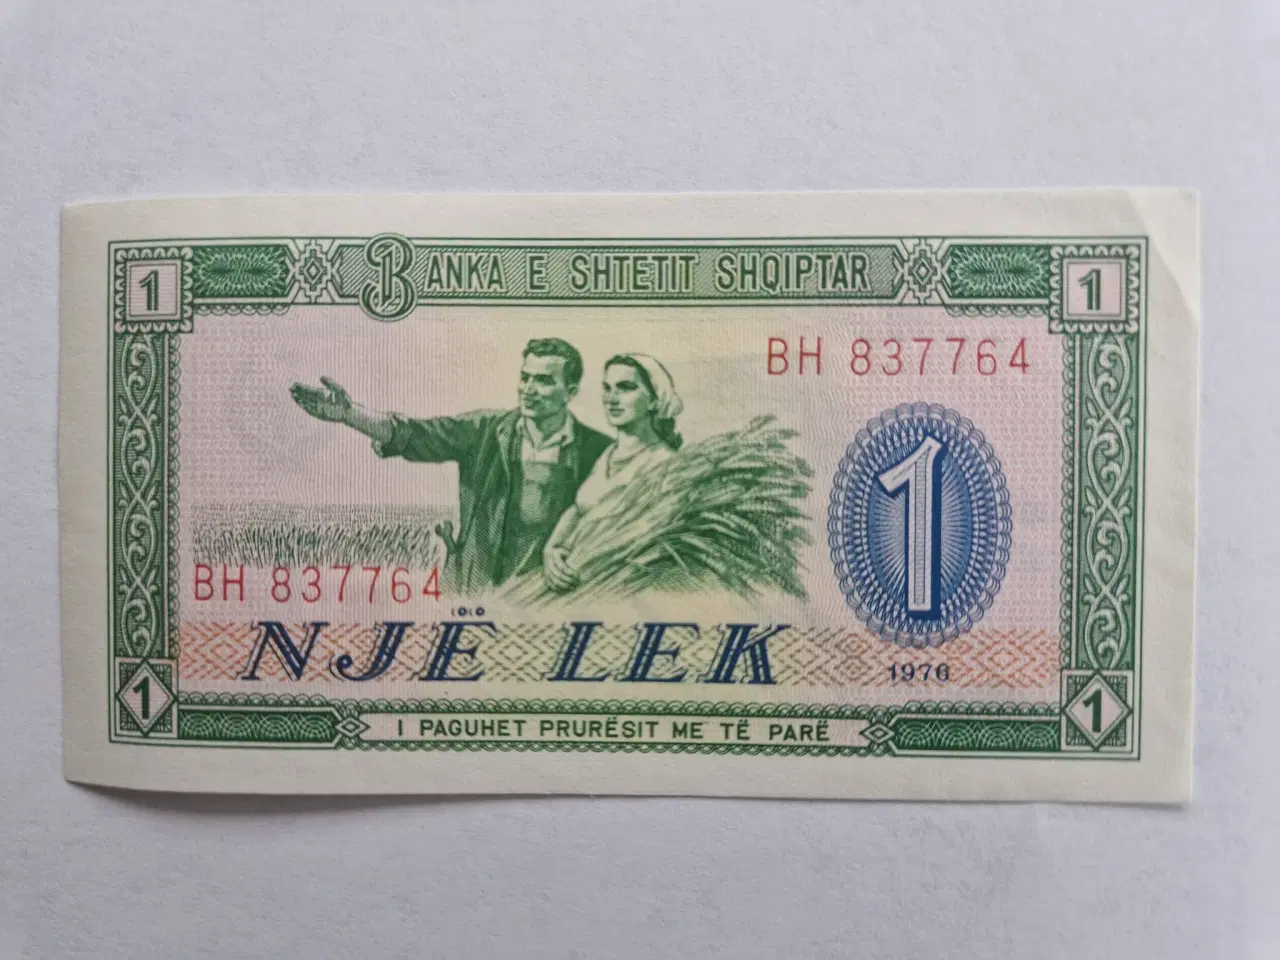 1 BANKA E SHTETIT SHQIPTAR 1
BH 837764
1
BH 837764
NJË LEK
1976
1 I PAGUHET PRURËSIT ME TË PARË 1